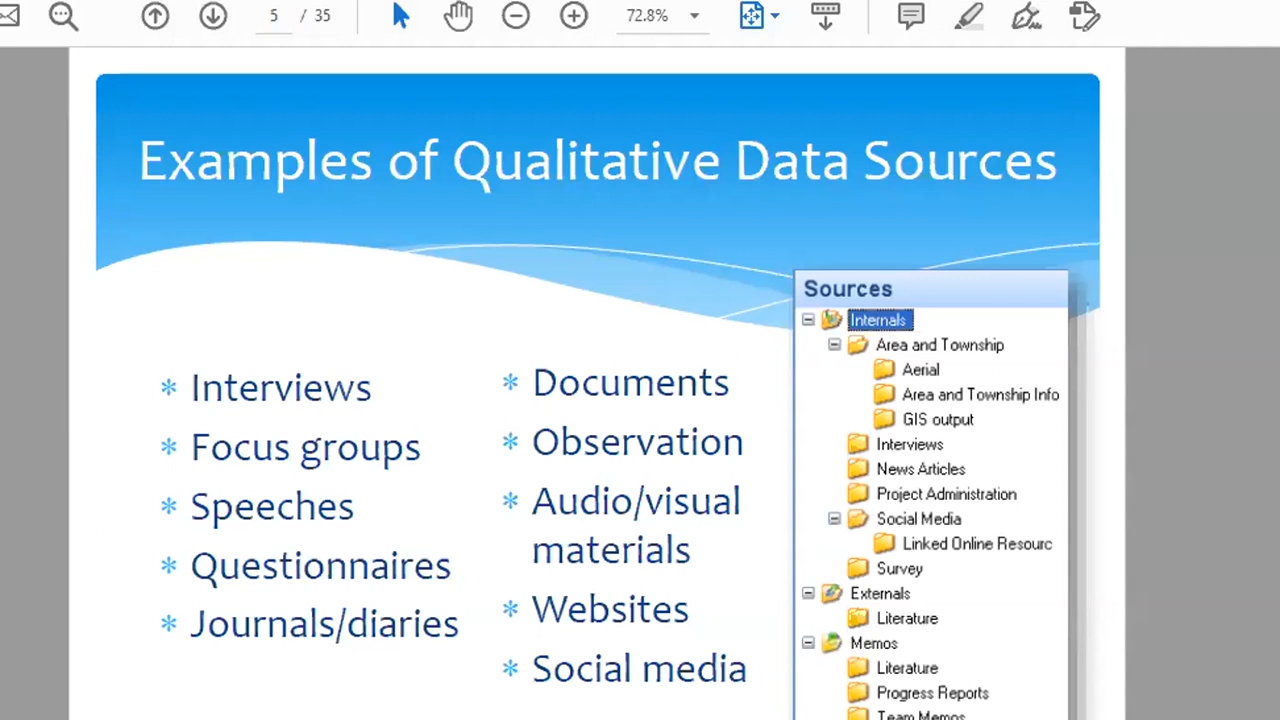 5 / 35
72.8%
Examples of Qualitative Data Sources
* Interviews
* Focus groups
* Speeches
* Questionnaires
* Journals/diaries
* Documents
* Observation
* Audio/visual
materials
* Websites
* Social media
Sources
Internals
Area and Township
Aerial
Area and Township Info
GIS output
Interviews
News Articles
Project Administration
Social Media
Linked Online Resourc
Survey
Externals
Literature
Memos
Literature
Progress Reports
Team Memos